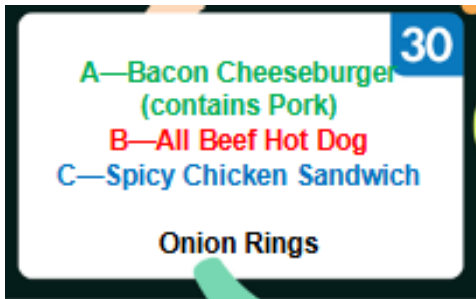 30
A—Bacon Cheeseburger
(contains Pork)
B—All Beef Hot Dog
C—Spicy Chicken Sandwich
Onion Rings